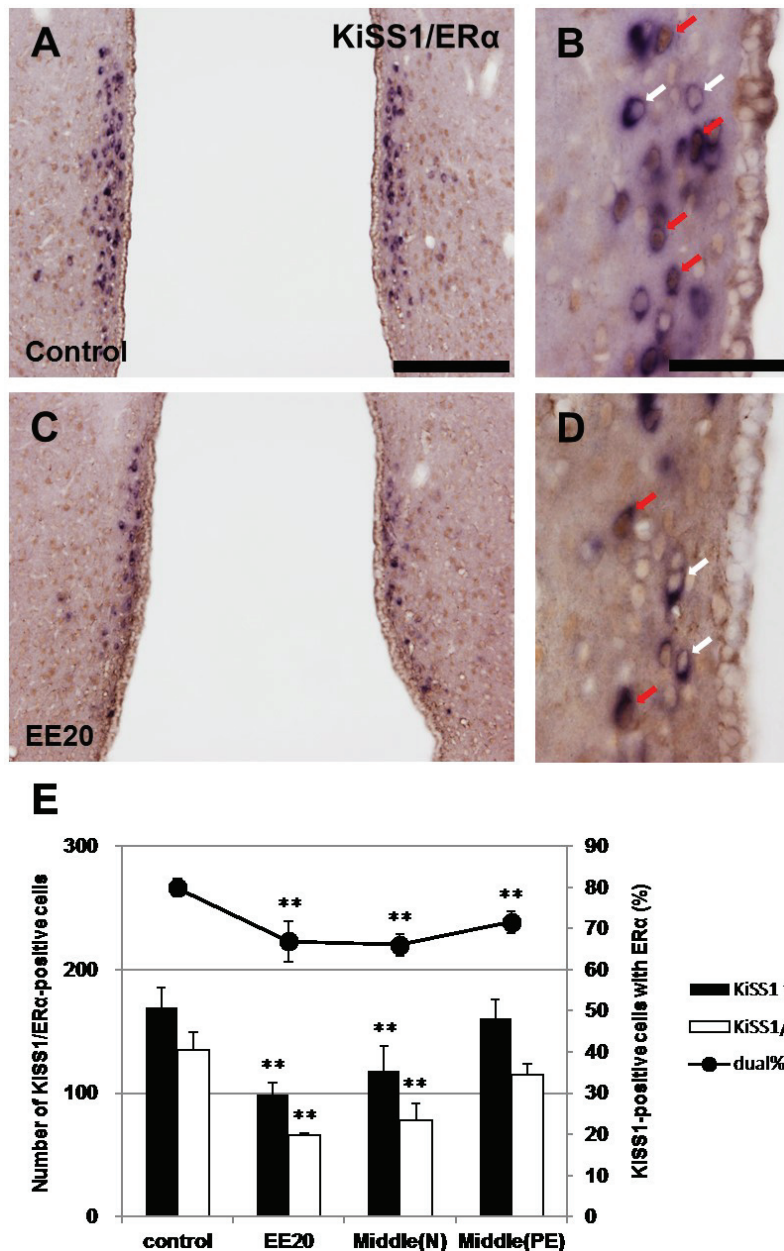 A
KiSS1/ERα
Control
B
C
EE20
D
E
Number of KISS1/ERα-positive cells
300
200
100
0
**
**
**
**
**
**
**
control
EE20
Middle(N)
Middle(PE)
90
80
70
60
50
40
30
20
10
0
KISS1-positive cells with ERα (%)
KiSS1
KiSS1/
dual%